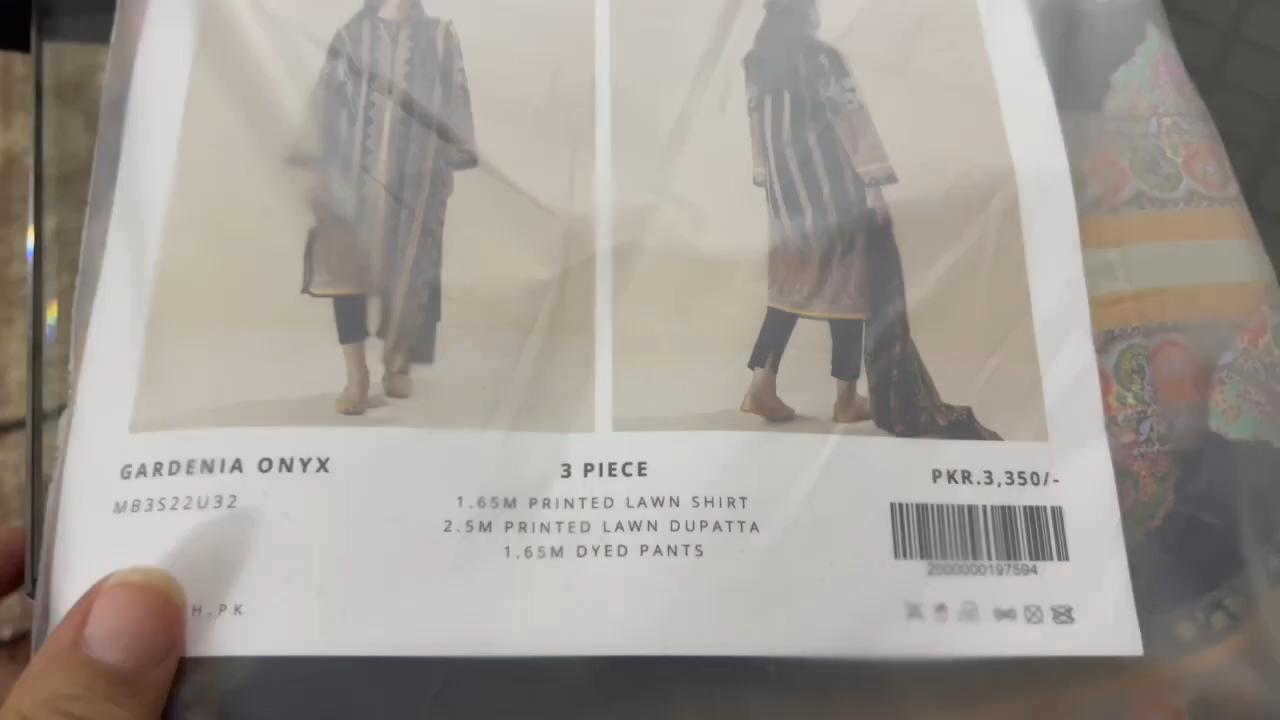 GARDENIA ONYX
MB3S22U32
3 PIECE
1.65M PRINTED LAWN SHIRT
2.5M PRINTED LAWN DUPATTA
1.65M DYED PANTS
PKR.3,350/-
2000000197594
H.PK